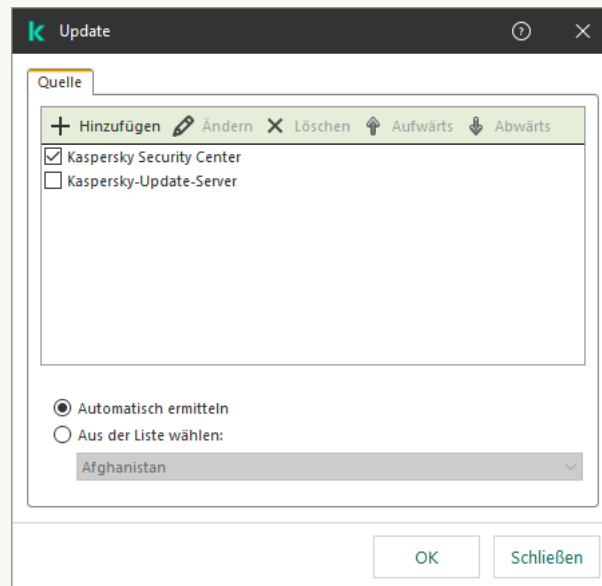 Update
Quelle
Hinzufügen Ändern Löschen Aufwärts Abwärts
Kaspersky Security Center
Kaspersky-Update-Server
Automatisch ermitteln
Aus der Liste wählen:
Afghanistan
OK Schließen